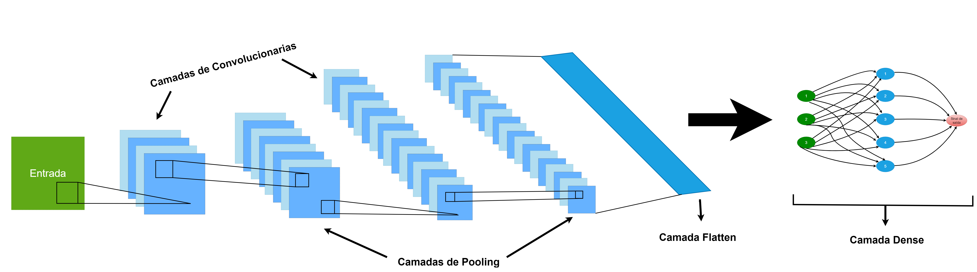 Camadas de Convolucionarias
Entrada
Camadas de Pooling
Camada Flatten
1
2
3
1
2
3
4
5
Camada Dense